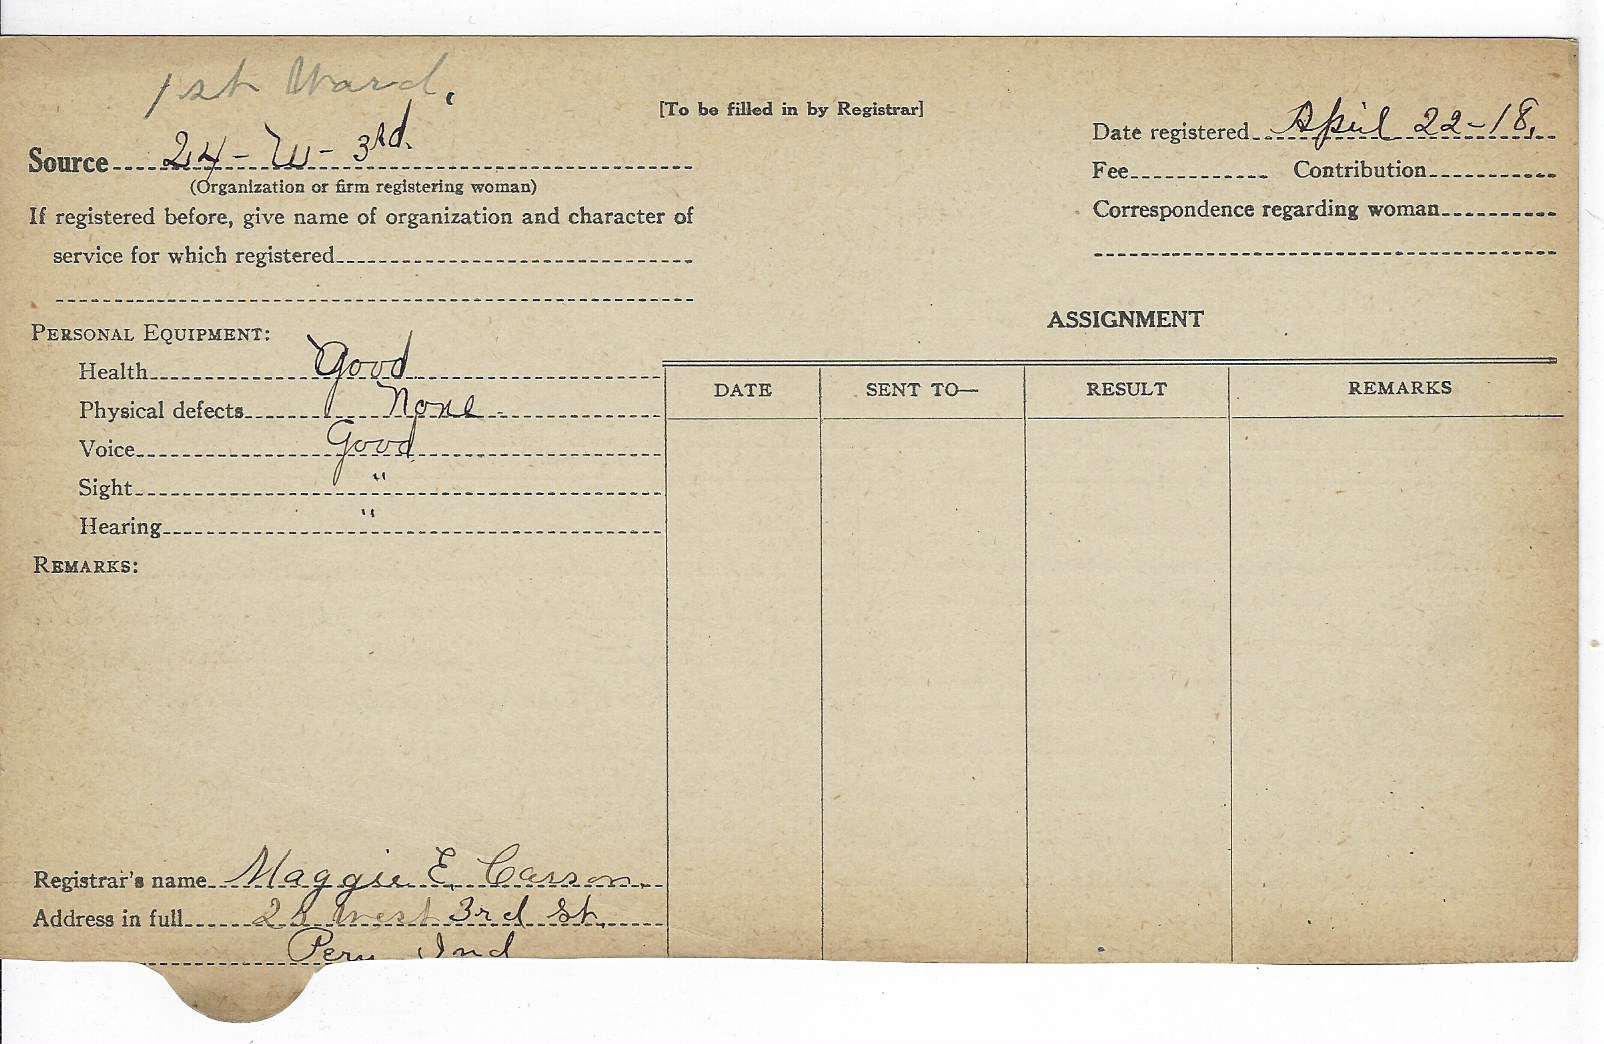 1st Ward.
24 - W - 3rd.
[To be filled in by Registrar]
Date registered April 22-18.
Source
Fee Contribution
(Organization or firm registering woman)
Correspondence regarding woman
If registered before, give name of organization and character of
service for which registered
PERSONAL EQUIPMENT:
Health Good
Physical defects None
Voice Good
Sight "
Hearing "
REMARKS:
ASSIGNMENT
DATE SENT TO— RESULT REMARKS
Registrar's name Maggie E. Carson.
Address in full West 3rd St.
Peru Ind